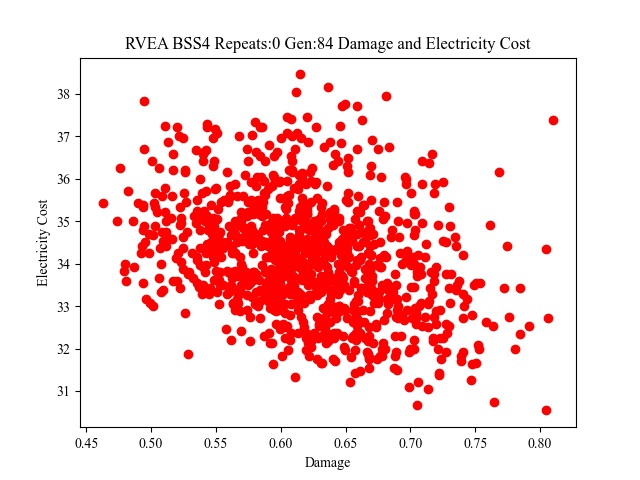 RVEA BSS4 Repeats:0 Gen:84 Damage and Electricity Cost
Electricity Cost
38
37
36
35
34
33
32
31
0.45 0.50 0.55 0.60 0.65 0.70 0.75 0.80
Damage